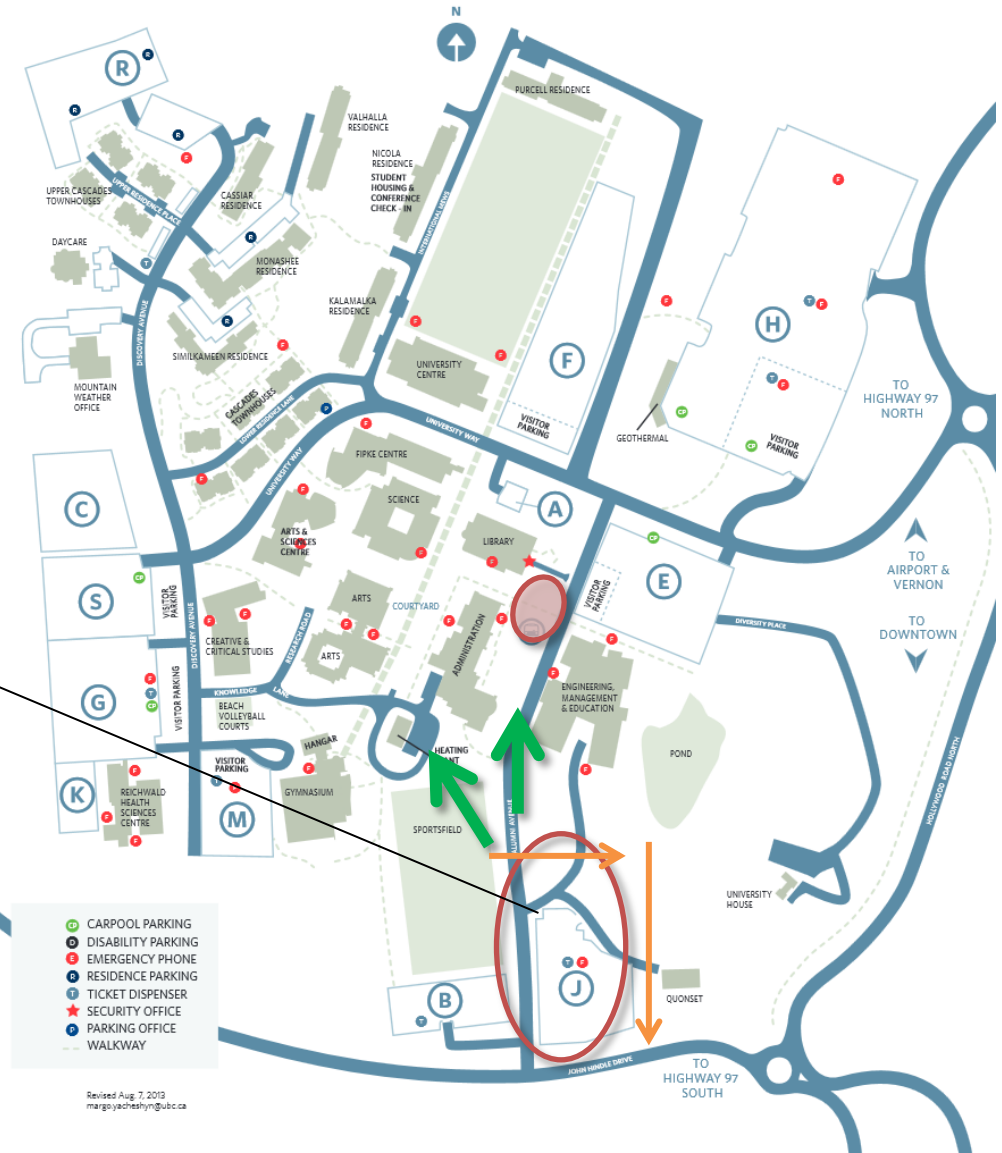 N
R
PURCELL RESIDENCE
VALHALLA
RESIDENCE
NICOLA
RESIDENCE
STUDENT
HOUSING &
CONFERENCE
CHECK - IN
UPPER CASCADES
TOWNHOUSES
UPPER RESIDENCE PLACE
CASSIAR
RESIDENCE
INTERNATIONAL MEWS
DAYCARE
MONASHEE
RESIDENCE
KALAMALKA
RESIDENCE
DISCOVERY AVENUE
SIMILKAMEEN RESIDENCE
UNIVERSITY
CENTRE
F
H
MOUNTAIN
WEATHER
OFFICE
CASCADES
TOWNHOUSES
LOWER RESIDENCE LANE
TO
HIGHWAY 97
NORTH
VISITOR
PARKING
GEOTHERMAL
VISITOR
PARKING
UNIVERSITY WAY
UNIVERSITY WAY
FIPKE CENTRE
C
SCIENCE
A
ARTS &
SCIENCES
CENTRE
LIBRARY
E
TO
AIRPORT &
VERNON
S
VISITOR
PARKING
VISITOR
PARKING
ARTS
COURTYARD
TO
DOWNTOWN
DIVERSITY PLACE
DISCOVERY AVENUE
CREATIVE &
CRITICAL STUDIES
RESEARCH ROAD
ARTS
ADMINISTRATION
G
VISITOR PARKING
KNOWLEDGE LANE
ENGINEERING,
MANAGEMENT
& EDUCATION
BEACH
VOLLEYBALL
COURTS
HANGAR
HEATING
POND
VISITOR
PARKING
K
REICHWALD
HEALTH
SCIENCES
CENTRE
M
GYMNASIUM
SPORTSFIELD
ALUMNI AVENUE
HOLLYWOOD ROAD NORTH
UNIVERSITY
HOUSE
CP CARPOOL PARKING
D DISABILITY PARKING
E EMERGENCY PHONE
R RESIDENCE PARKING
T TICKET DISPENSER
SECURITY OFFICE
P PARKING OFFICE
WALKWAY
B
J
QUONSET
JOHN HINDLE DRIVE
TO
HIGHWAY 97
SOUTH
Revised Aug. 7, 2013
margo.yacheshyn@ubc.ca